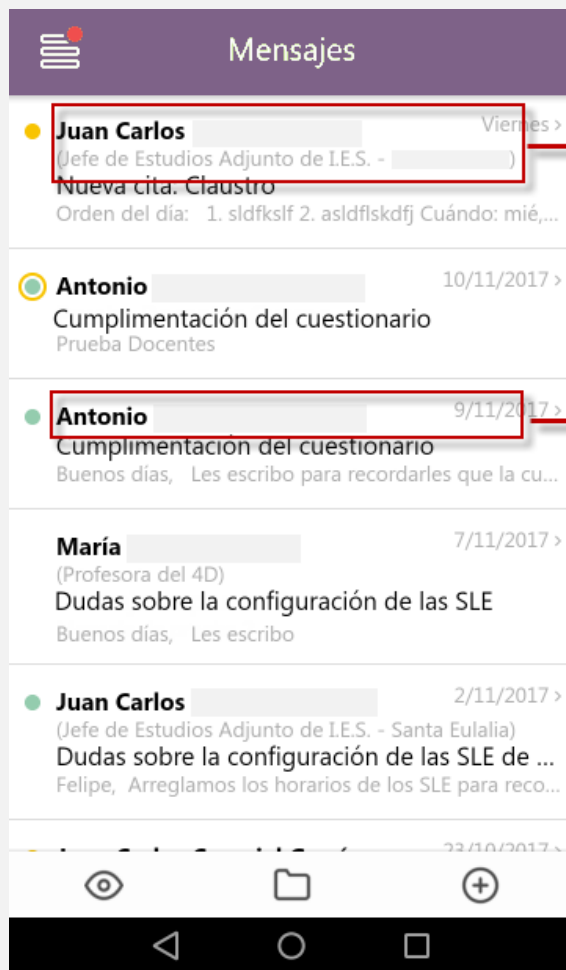 Mensajes
Juan Carlos
Viernes >
(Jefe de Estudios Adjunto de I.E.S. - )
Nueva cita. Claustro
Orden del día: 1. sldfkslf 2. asldflskdfj Cuándo: mié,...
Antonio
10/11/2017 >
Cumplimentación del cuestionario
Prueba Docentes
Antonio
9/11/2017 >
Cumplimentación del cuestionario
Buenos días, Les escribo para recordarles que la cu...
María
7/11/2017 >
(Profesora del 4D)
Dudas sobre la configuración de las SLE
Buenos días, Les escribo
Juan Carlos
2/11/2017 >
(Jefe de Estudios Adjunto de I.E.S. - Santa Eulalia)
Dudas sobre la configuración de las SLE de ...
Felipe, Arreglamos los horarios de los SLE para reco...
23/10/2017 >